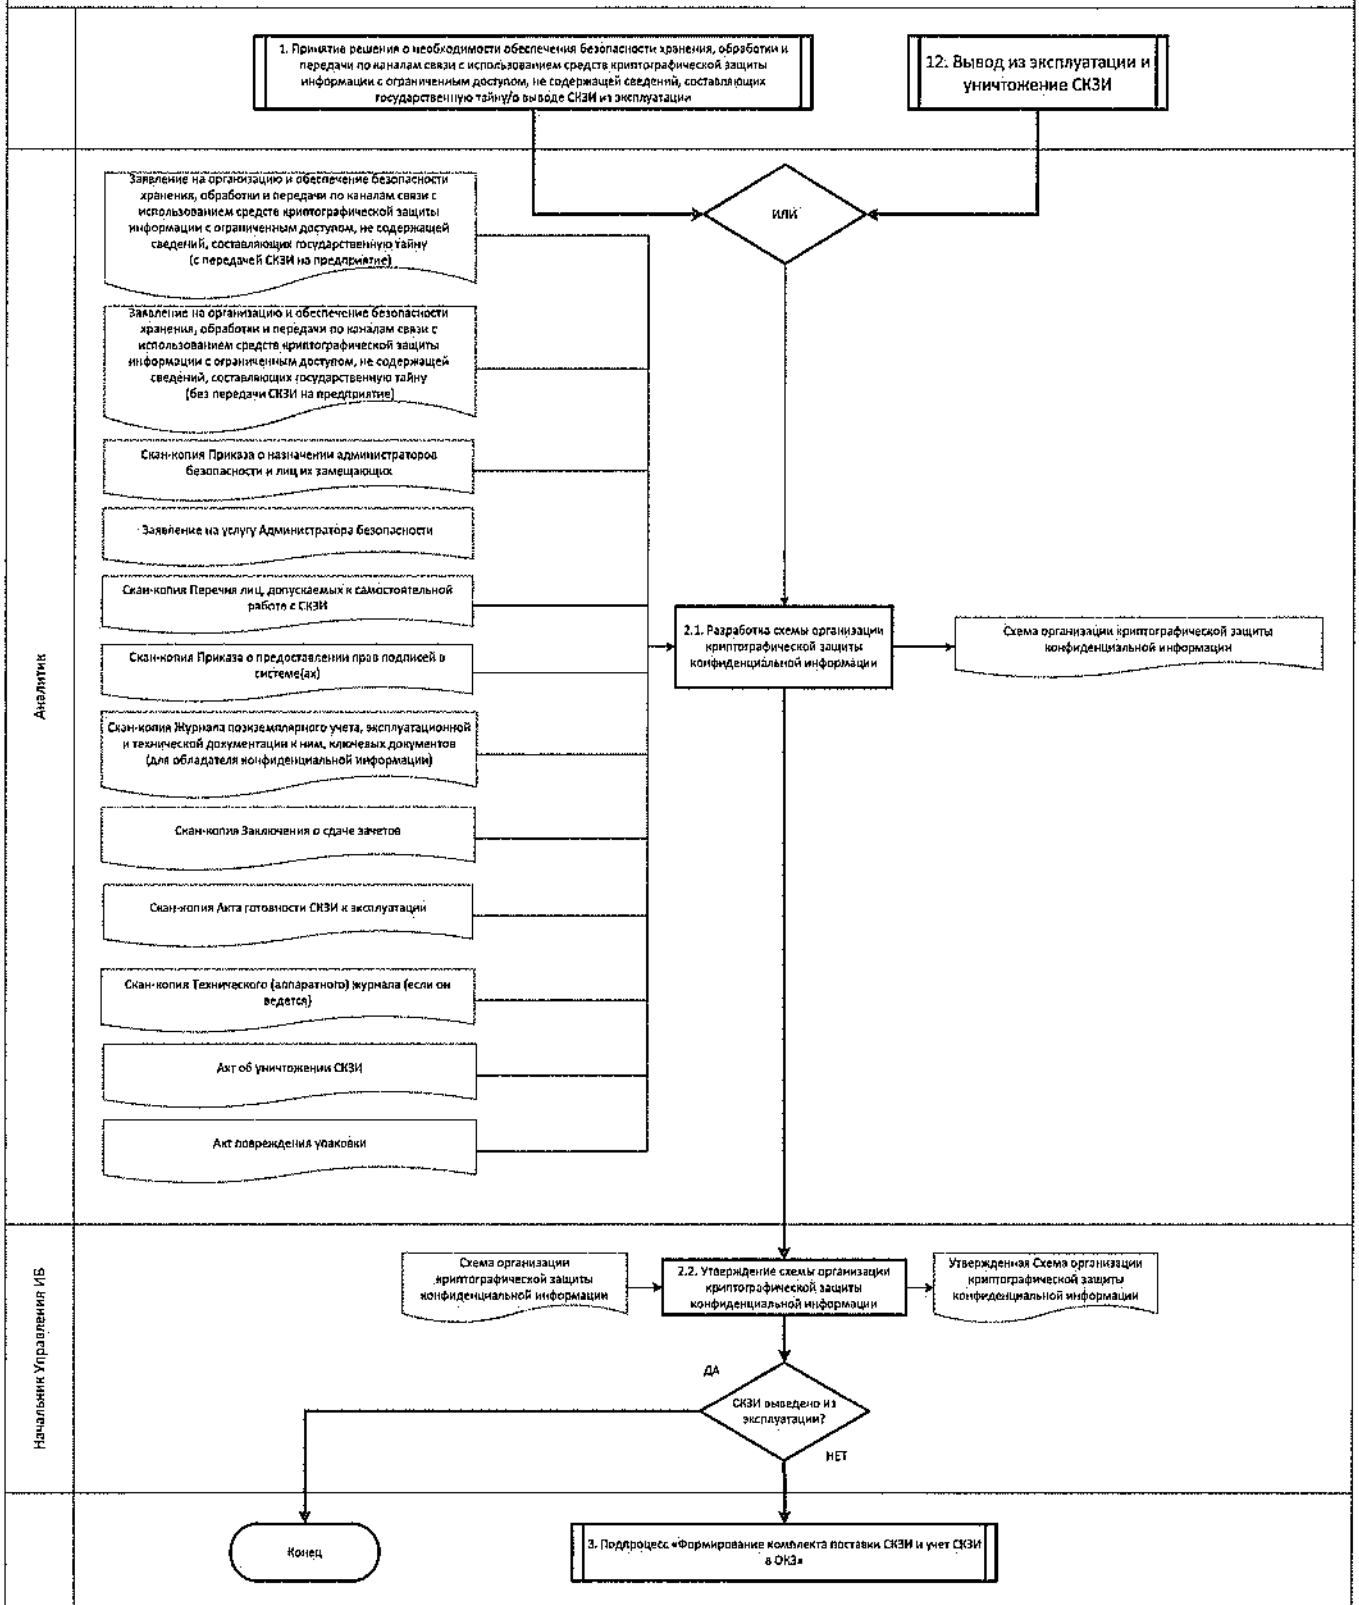 1. Принятие решения о необходимости обеспечения безопасности хранения, обработки и
передачи по каналам связи с использованием средств криптографической защиты
информации с ограниченным доступом, не содержащей сведений, составляющих
государственную тайну/о выводе СКЗИ из эксплуатации
12. Вывод из эксплуатации и
уничтожение СКЗИ
Аналитик
Заявление на организацию и обеспечение безопасности
хранения, обработки и передачи по каналам связи с
использованием средств криптографической защиты
информации с ограниченным доступом, не содержащей
сведений, составляющих государственную тайну
(с передачей СКЗИ на предприятие)
ИЛИ
Заявление на организацию и обеспечение безопасности
хранения, обработки и передачи по каналам связи с
использованием средств криптографической защиты
информации с ограниченным доступом, не содержащей
сведений, составляющих государственную тайну
(без передачи СКЗИ на предприятие)
Скан-копия Приказа о назначении администраторов
безопасности и лиц их замещающих
Заявление на услугу Администратора безопасности
Скан-копия Перечня лиц, допускаемых к самостоятельной
работе с СКЗИ
Скан-копия Приказа о предоставлении прав подписей в
системе(ах)
Скан-копия Журнала поэкземплярного учета, эксплуатационной
и технической документации к ним, ключевых документов
(для обладателя конфиденциальной информации)
Скан-копия Заключения о сдаче зачетов
Скан-копия Акта готовности СКЗИ к эксплуатации
Скан-копия Технического (аппаратного) журнала (если он
ведется)
Акт об уничтожении СКЗИ
Акт повреждения упаковки
2.1. Разработка схемы организации
криптографической защиты
конфиденциальной информации
Схема организации криптографической защиты
конфиденциальной информации
Начальник Управления ИБ
Схема организации
криптографической защиты
конфиденциальной информации
2.2. Утверждение схемы организации
криптографической защиты
конфиденциальной информации
Утвержденная Схема организации
криптографической защиты
конфиденциальной информации
ДА
СКЗИ выведено из
эксплуатации?
НЕТ
Конец
3. Подпроцесс «Формирование комплекта поставки СКЗИ и учет СКЗИ
в ОКЗ»